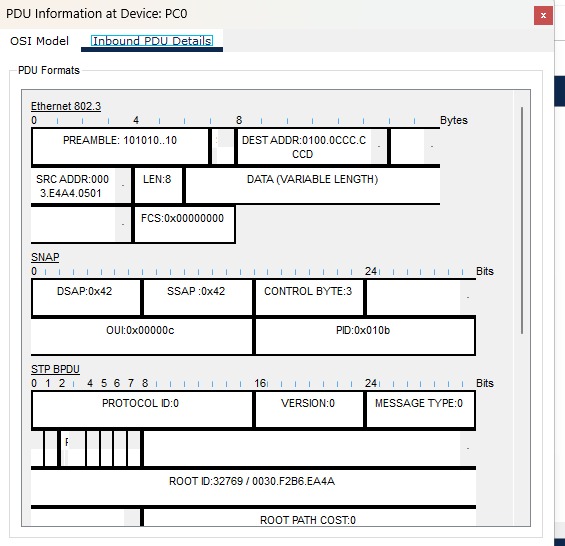 PDU Information at Device: PC0
x
OSI Model Inbound PDU Details
PDU Formats
Ethernet 802.3
0 4 8 Bytes
PREAMBLE: 101010..10
DEST ADDR:0100.0CCC.C
CCD
SRC ADDR:000
3.E4A4.0501
LEN:8
DATA (VARIABLE LENGTH)
FCS:0x00000000
SNAP
0 24 Bits
DSAP:0x42
SSAP :0x42
CONTROL BYTE:3
OUI:0x00000c
PID:0x010b
STP BPDU
0 1 2 4 5 6 7 8 16 24 Bits
PROTOCOL ID:0
VERSION:0
MESSAGE TYPE:0
ROOT ID:32769 / 0030.F2B6.EA4A
ROOT PATH COST:0